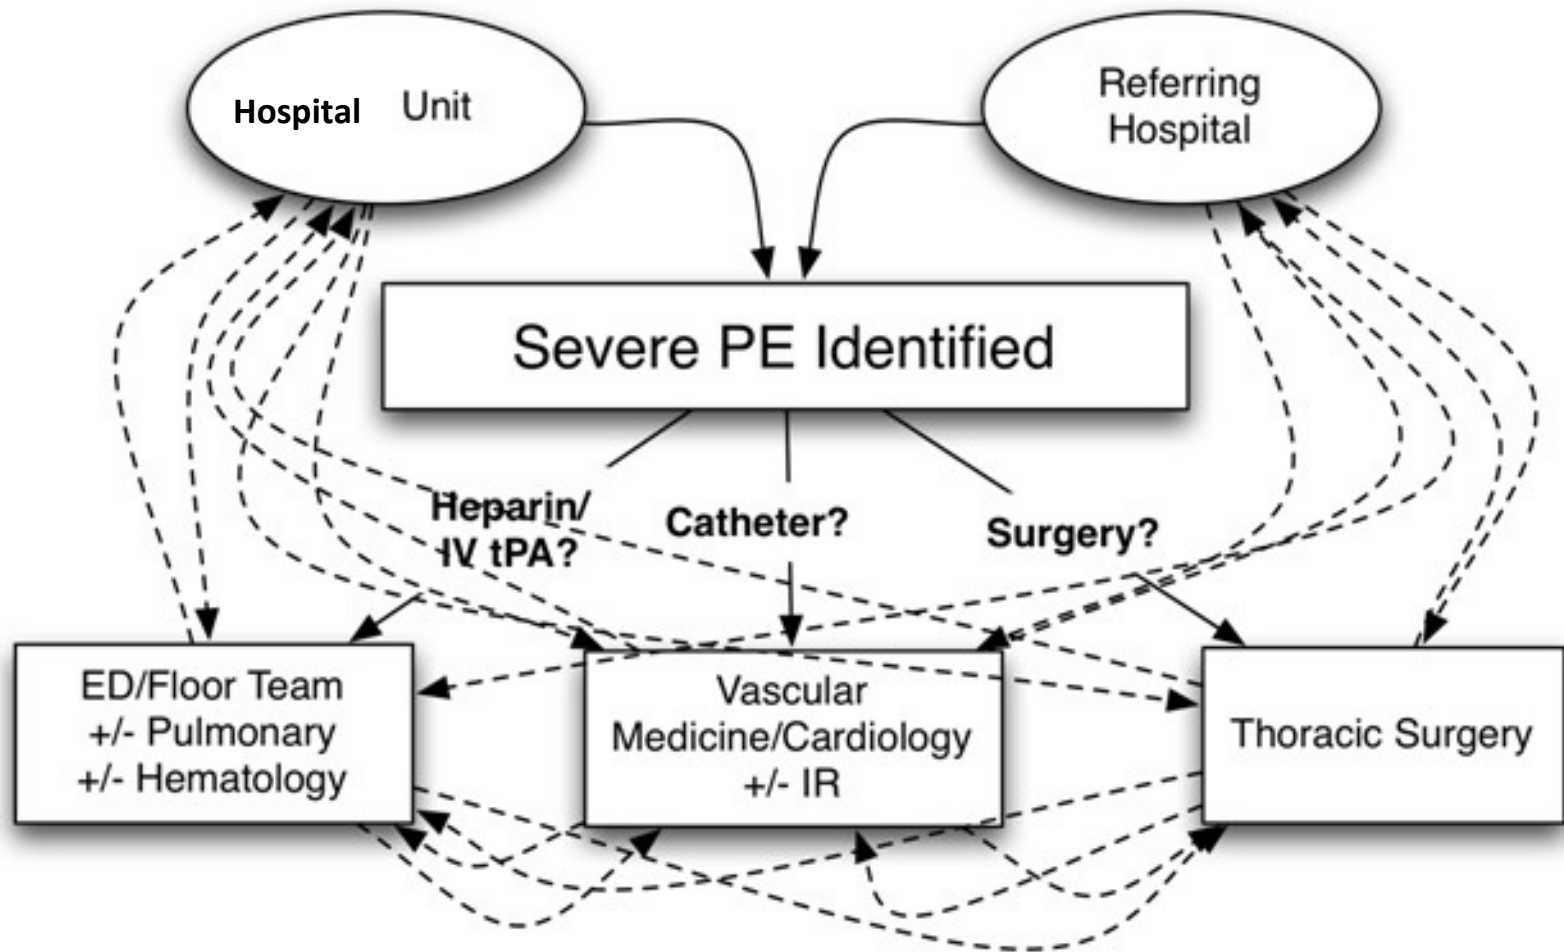 Hospital Unit
Referring
Hospital
Severe PE Identified
Heparin/
IV tPA?
Catheter?
Surgery?
ED/Floor Team
+/- Pulmonary
+/- Hematology
Vascular
Medicine/Cardiology
+/- IR
Thoracic Surgery